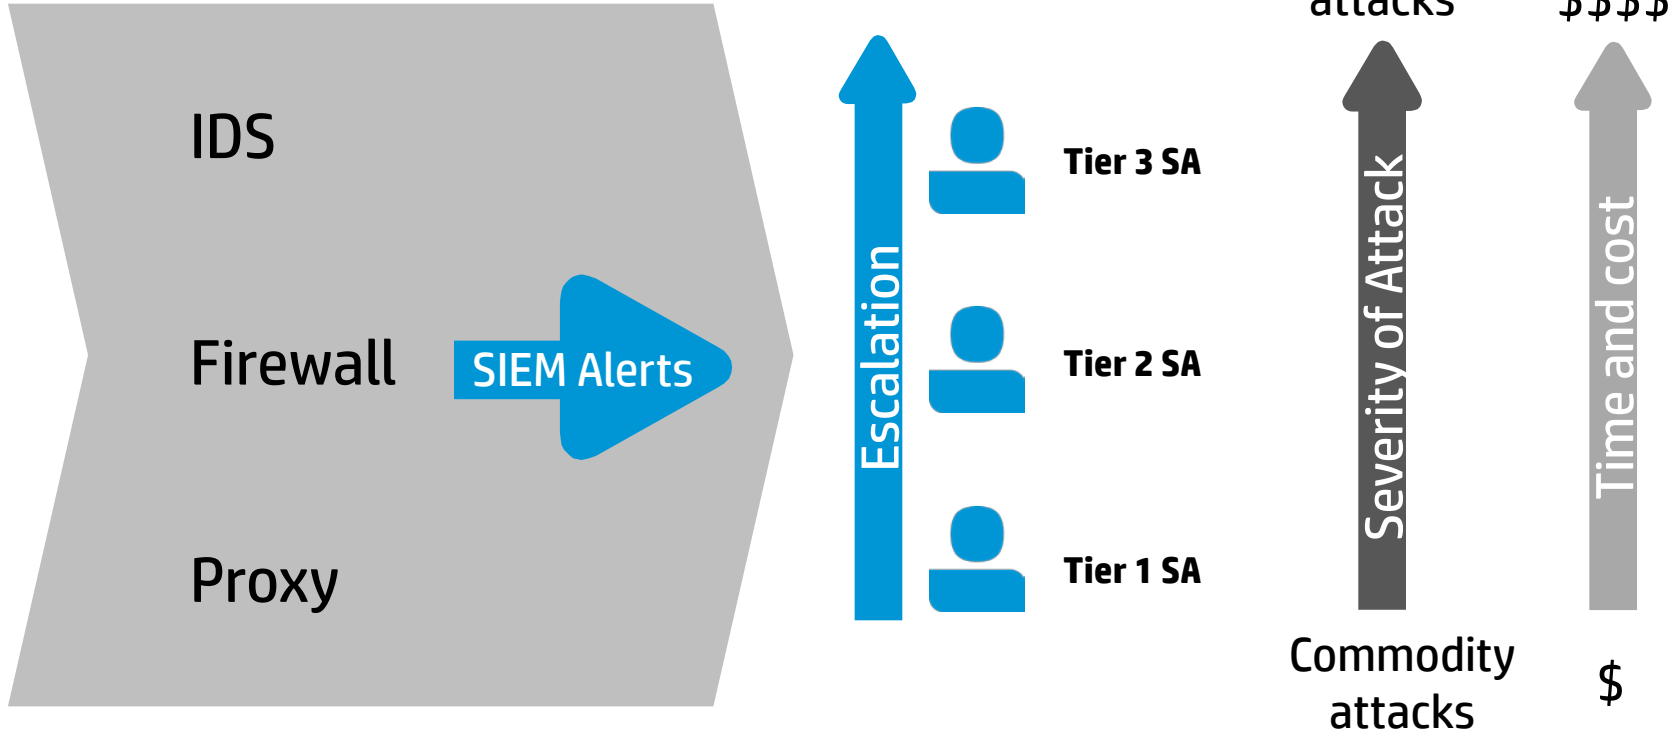 attacks
$$$$
IDS
Firewall
Proxy
SIEM Alerts
Escalation
Tier 3 SA
Tier 2 SA
Tier 1 SA
Severity of Attack
Commodity
attacks
Time and cost
$